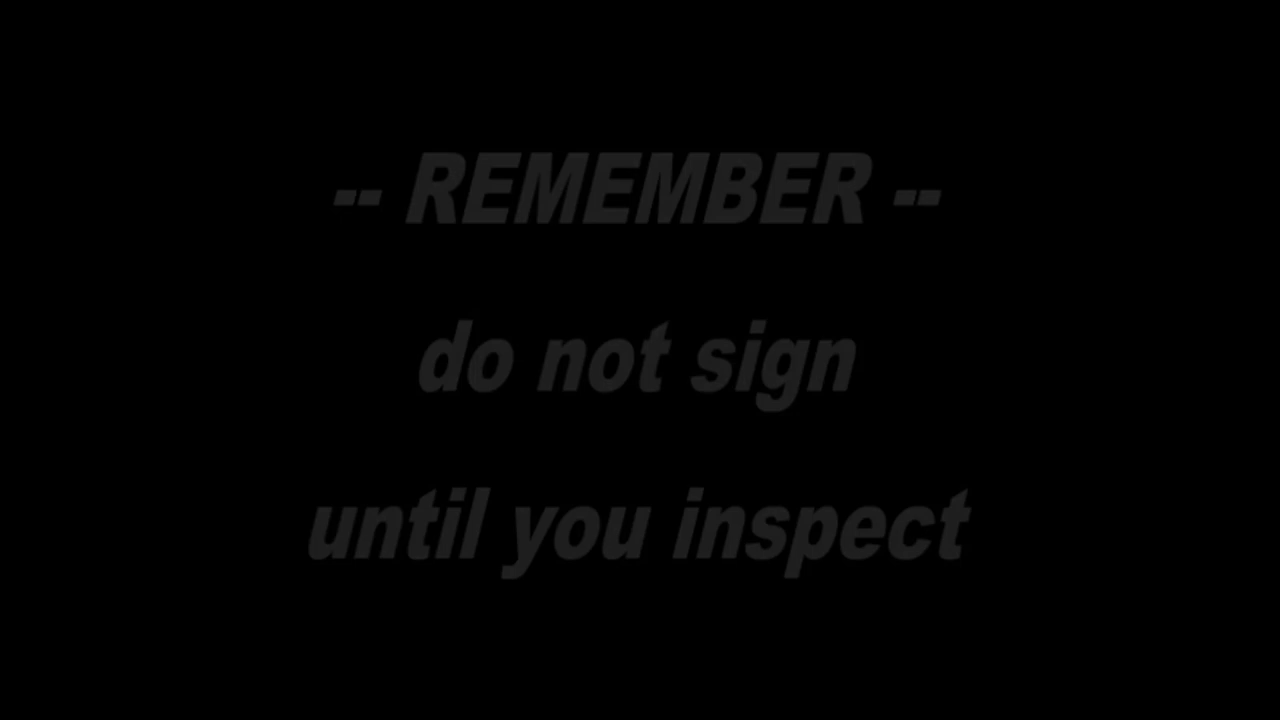 -- REMEMBER --
do not sign
until you inspect